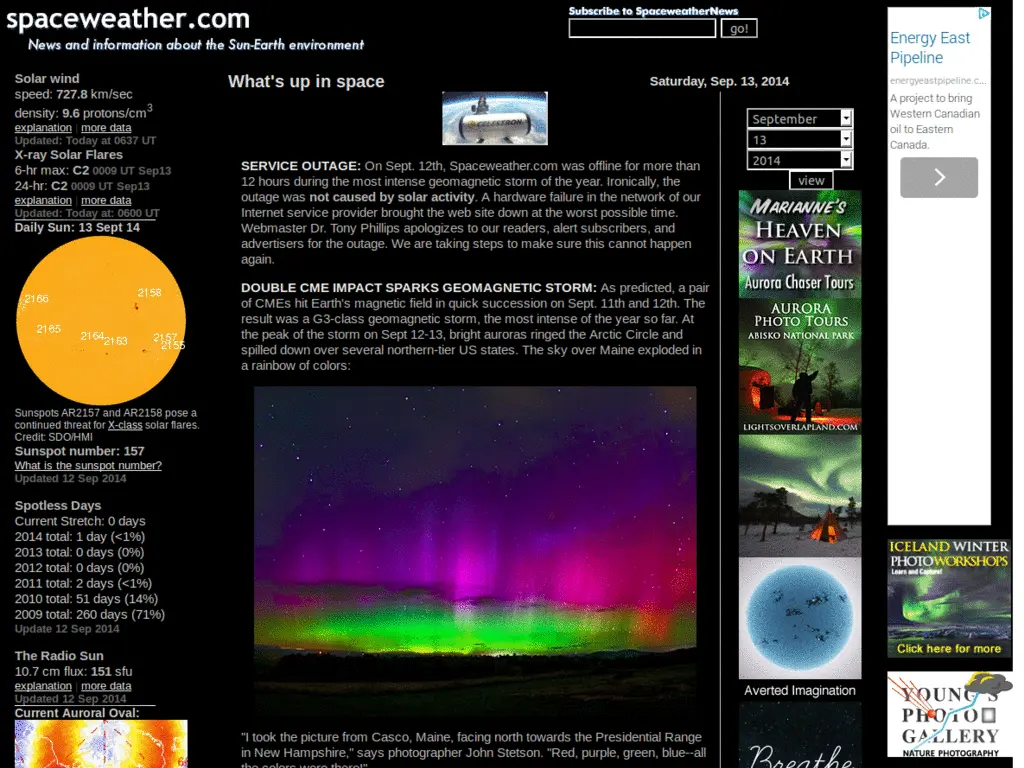 spaceweather.com
News and information about the Sun-Earth environment
Subscribe to SpaceweatherNews
go!
Solar wind
speed: 727.8 km/sec
density: 9.6 protons/cm3
explanation | more data
Updated: Today at 0637 UT
X-ray Solar Flares
6-hr max: C2 0009 UT Sep13
24-hr: C2 0009 UT Sep13
explanation | more data
Updated: Today at: 0600 UT
Daily Sun: 13 Sept 14
2166
2158
2165
2164
2163
2157
2155
Sunspots AR2157 and AR2158 pose a
continued threat for X-class solar flares.
Credit: SDO/HMI
Sunspot number: 157
What is the sunspot number?
Updated 12 Sep 2014
Spotless Days
Current Stretch: 0 days
2014 total: 1 day (<1%)
2013 total: 0 days (0%)
2012 total: 0 days (0%)
2011 total: 2 days (<1%)
2010 total: 51 days (14%)
2009 total: 260 days (71%)
Update 12 Sep 2014
The Radio Sun
10.7 cm flux: 151 sfu
explanation | more data
Updated 12 Sep 2014
Current Auroral Oval:
What's up in space
Saturday, Sep. 13, 2014
CELESTRON
SERVICE OUTAGE: On Sept. 12th, Spaceweather.com was offline for more than
12 hours during the most intense geomagnetic storm of the year. Ironically, the
outage was not caused by solar activity. A hardware failure in the network of our
Internet service provider brought the web site down at the worst possible time.
Webmaster Dr. Tony Phillips apologizes to our readers, alert subscribers, and
advertisers for the outage. We are taking steps to make sure this cannot happen
again.
DOUBLE CME IMPACT SPARKS GEOMAGNETIC STORM: As predicted, a pair
of CMEs hit Earth's magnetic field in quick succession on Sept. 11th and 12th. The
result was a G3-class geomagnetic storm, the most intense of the year so far. At
the peak of the storm on Sept 12-13, bright auroras ringed the Arctic Circle and
spilled down over several northern-tier US states. The sky over Maine exploded in
a rainbow of colors:
"I took the picture from Casco, Maine, facing north towards the Presidential Range
in New Hampshire," says photographer John Stetson. "Red, purple, green, blue--all
the colors were there!"
September
13
2014
view
MARIANNE'S
HEAVEN
ON EARTH
Aurora Chaser Tours
AURORA
PHOTO TOURS
ABISKO NATIONAL PARK
LIGHTSOVERLAPLAND.COM
Averted Imagination
Breathe
Energy East
Pipeline
energyeastpipeline.c...
A project to bring
Western Canadian
oil to Eastern
Canada.
ICELAND WINTER
PHOTO WORKSHOPS
Learn and Capture!
Click here for more
YOUNG'S
PHOTO
GALLERY
NATURE PHOTOGRAPHY